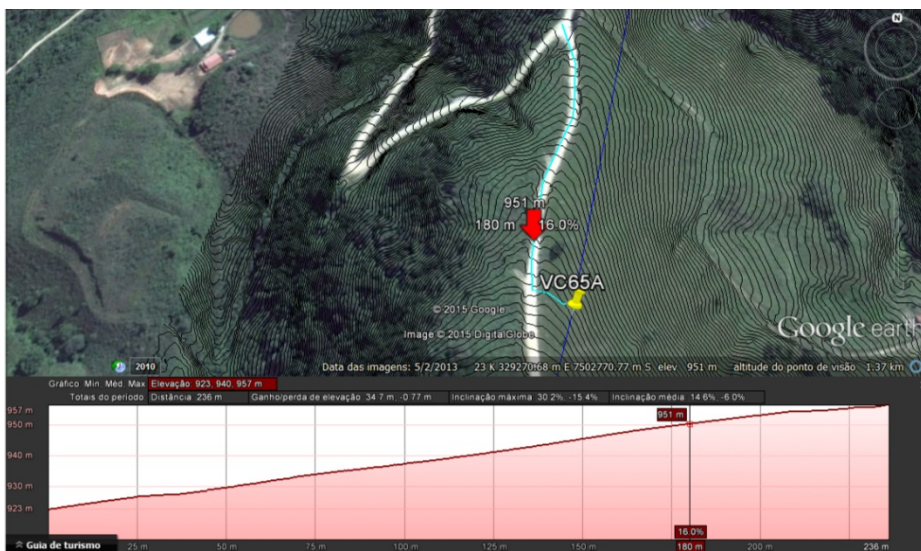 N
951 m
180 m 16.0%
VC65A
© 2015 Google
Image © 2015 DigitalGlobe
Google earth
2010
Data das imagens: 5/2/2013 23 K 329270.68 m E 7502770.77 m S elev 951 m altitude do ponto de visão 1.37 km
Gráfico Mín. Méd. Max Elevação: 923, 940, 957 m
Totais do período Distância: 236 m Ganho/perda de elevação: 34.7 m, -0.77 m Inclinação máxima: 30.2% -15.4% Inclinação média: 14.6% -6.0%
957 m
951 m
950 m
940 m
930 m
923 m
16.0%
Guia de turismo 25 m 50 m 75 m 100 m 125 m 150 m 180 m 200 m 236 m